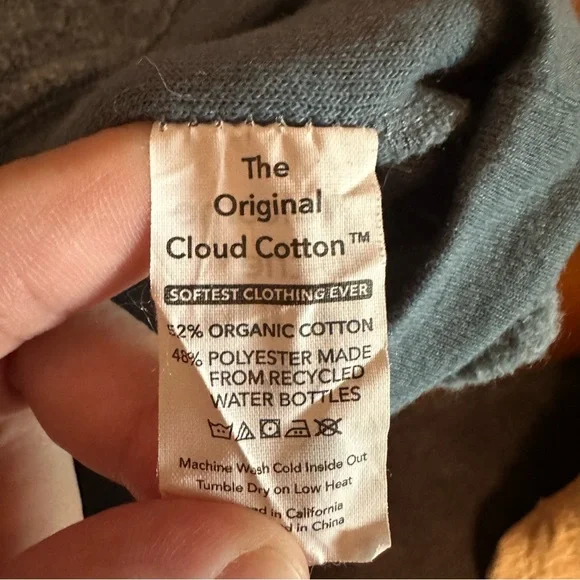 The
Original
Cloud Cotton™
SOFTEST CLOTHING EVER
52% ORGANIC COTTON
48% POLYESTER MADE
FROM RECYCLED
WATER BOTTLES
Machine Wash Cold Inside Out
Tumble Dry on Low Heat
in California
in China